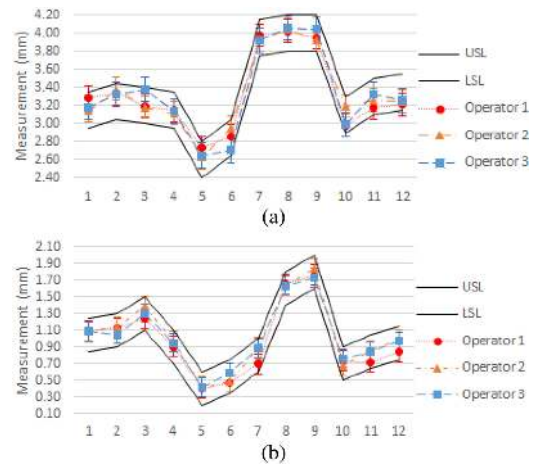 4.20
4.00
3.80
3.60
3.40
3.20
3.00
2.80
2.60
2.40
Measurement (mm)
1 2 3 4 5 6 7 8 9 10 11 12
USL
LSL
Operator 1
Operator 2
Operator 3
(a)
2.10
1.90
1.70
1.50
1.30
1.10
0.90
0.70
0.50
0.30
0.10
Measurement (mm)
1 2 3 4 5 6 7 8 9 10 11 12
USL
LSL
Operator 1
Operator 2
Operator 3
(b)